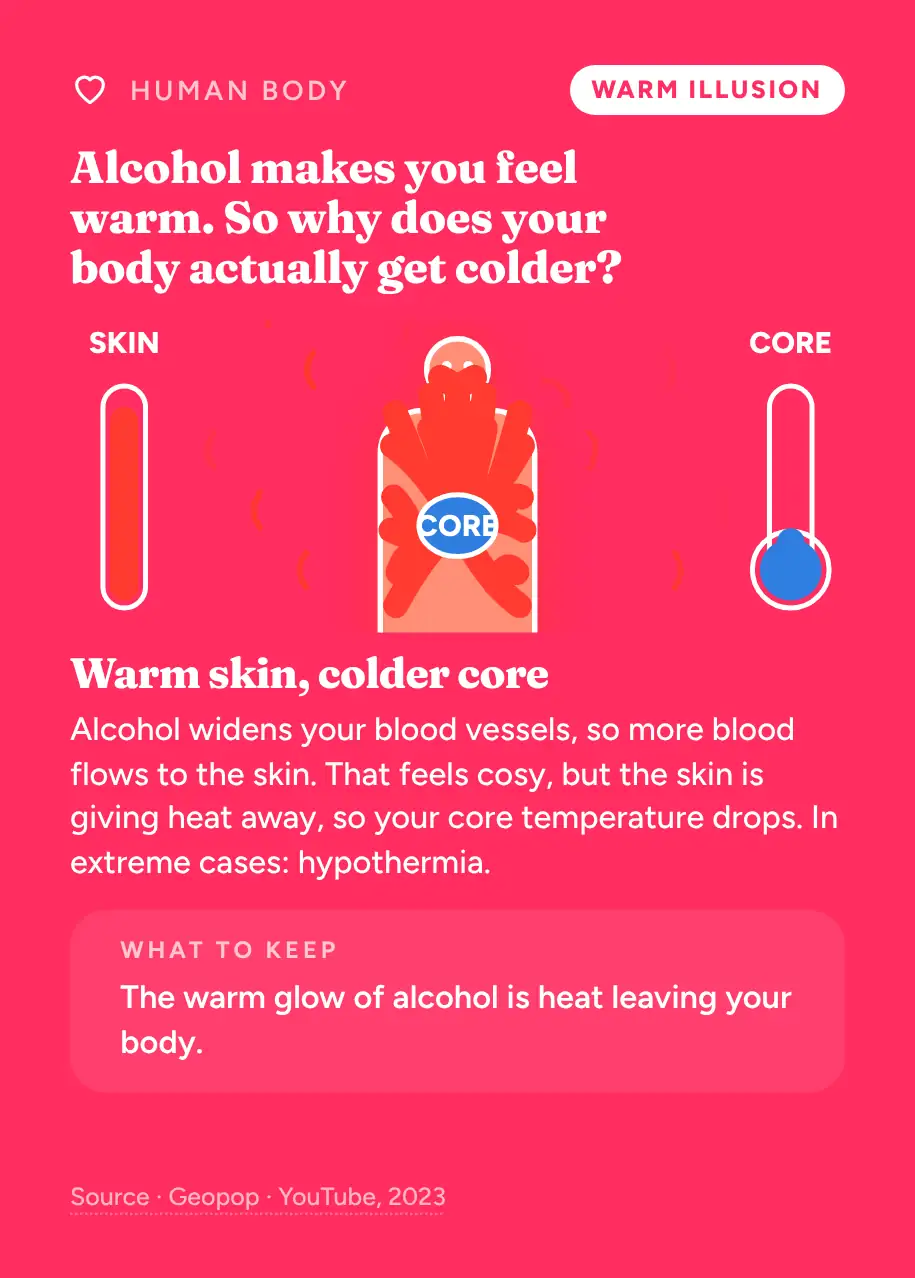 HUMAN BODY
WARM ILLUSION
Alcohol makes you feel
warm. So why does your
body actually get colder?
SKIN
CORE
CORE
Warm skin, colder core
Alcohol widens your blood vessels, so more blood
flows to the skin. That feels cosy, but the skin is
giving heat away, so your core temperature drops. In
extreme cases: hypothermia.
WHAT TO KEEP
The warm glow of alcohol is heat leaving your
body.
Source · Geopop · YouTube, 2023